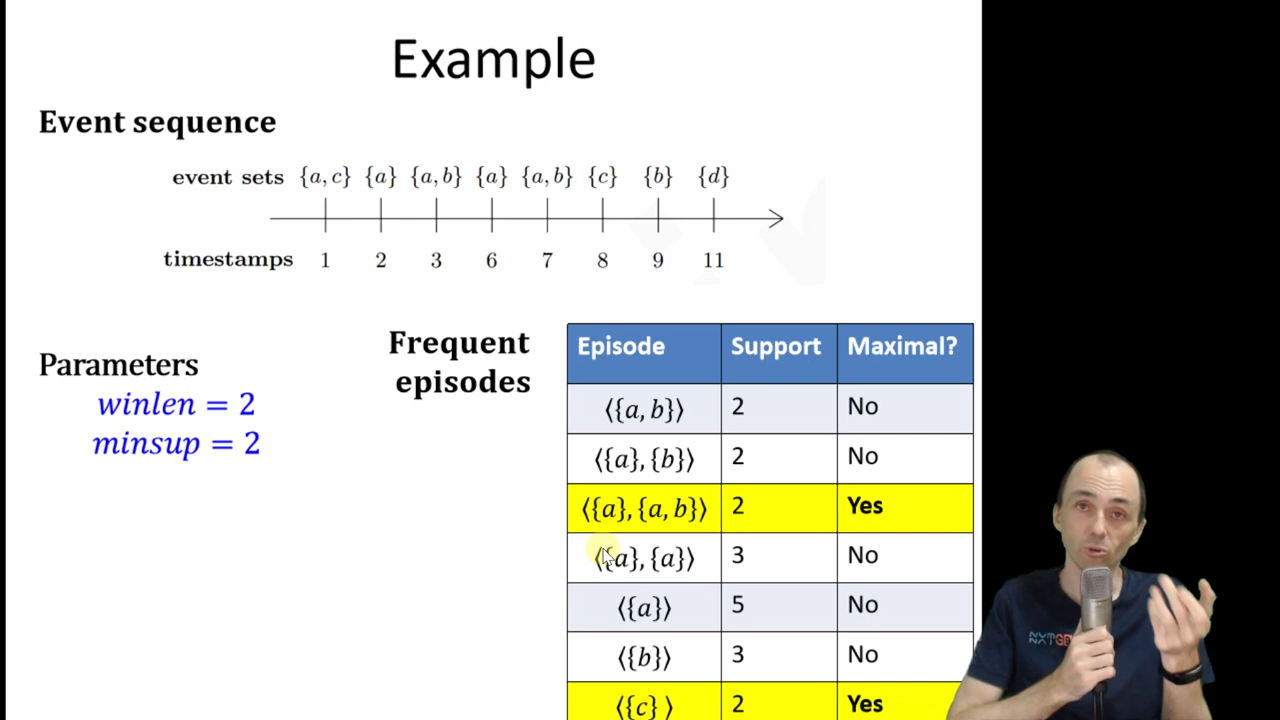 Example
Event sequence
event sets {a, c} {a} {a, b} {a} {a, b} {c} {b} {d}
timestamps 1 2 3 6 7 8 9 11
Parameters
winlen = 2
minsup = 2
Frequent
episodes
Episode Support Maximal?
⟨{a, b}⟩ 2 No
⟨{a}, {b}⟩ 2 No
⟨{a}, {a, b}⟩ 2 Yes
⟨{a}, {a}⟩ 3 No
⟨{a}⟩ 5 No
⟨{b}⟩ 3 No
⟨{c} ⟩ 2 Yes